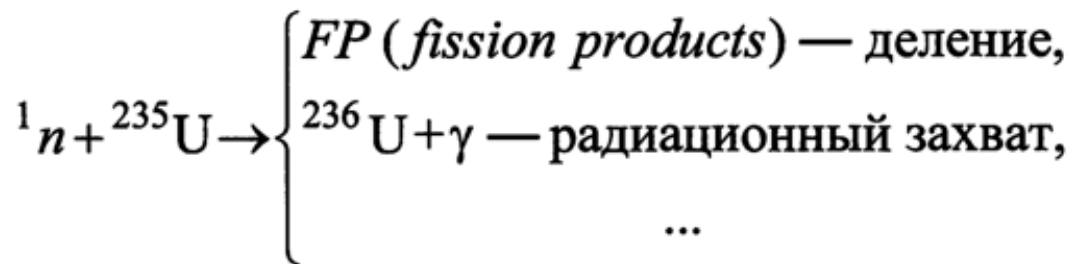 FP (fission products) — деление,
¹n+²³⁵U→{ ²³⁶U+γ — радиационный захват,
...